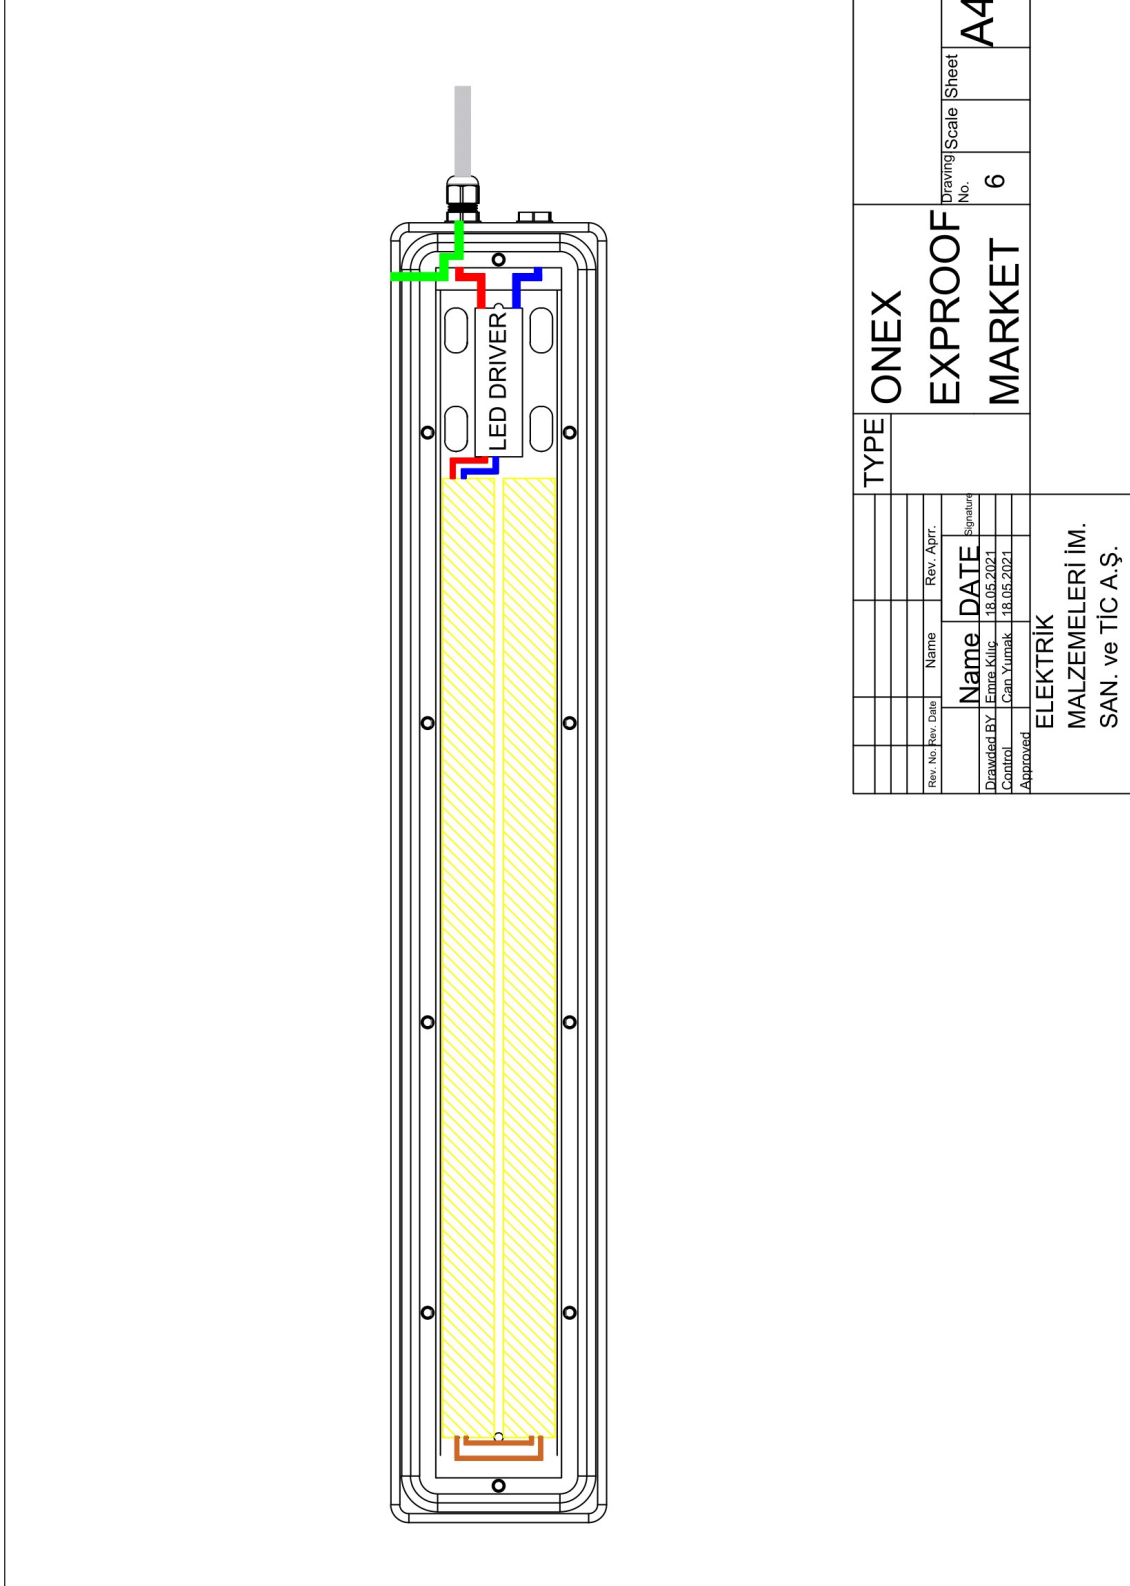 LED DRIVER
TYPE
ONEX
EXPROOF
MARKET
Drawing
No.
6
Scale
Sheet
A4
Rev. No.
Rev. Date
Name
Rev. Aprr.
Name
DATE
Signature
Drawded BY
Emre Kılıç
18.05.2021
Control
Can Yumak
18.05.2021
Approved
ELEKTRİK
MALZEMELERİ İM.
SAN. ve TİC A.Ş.